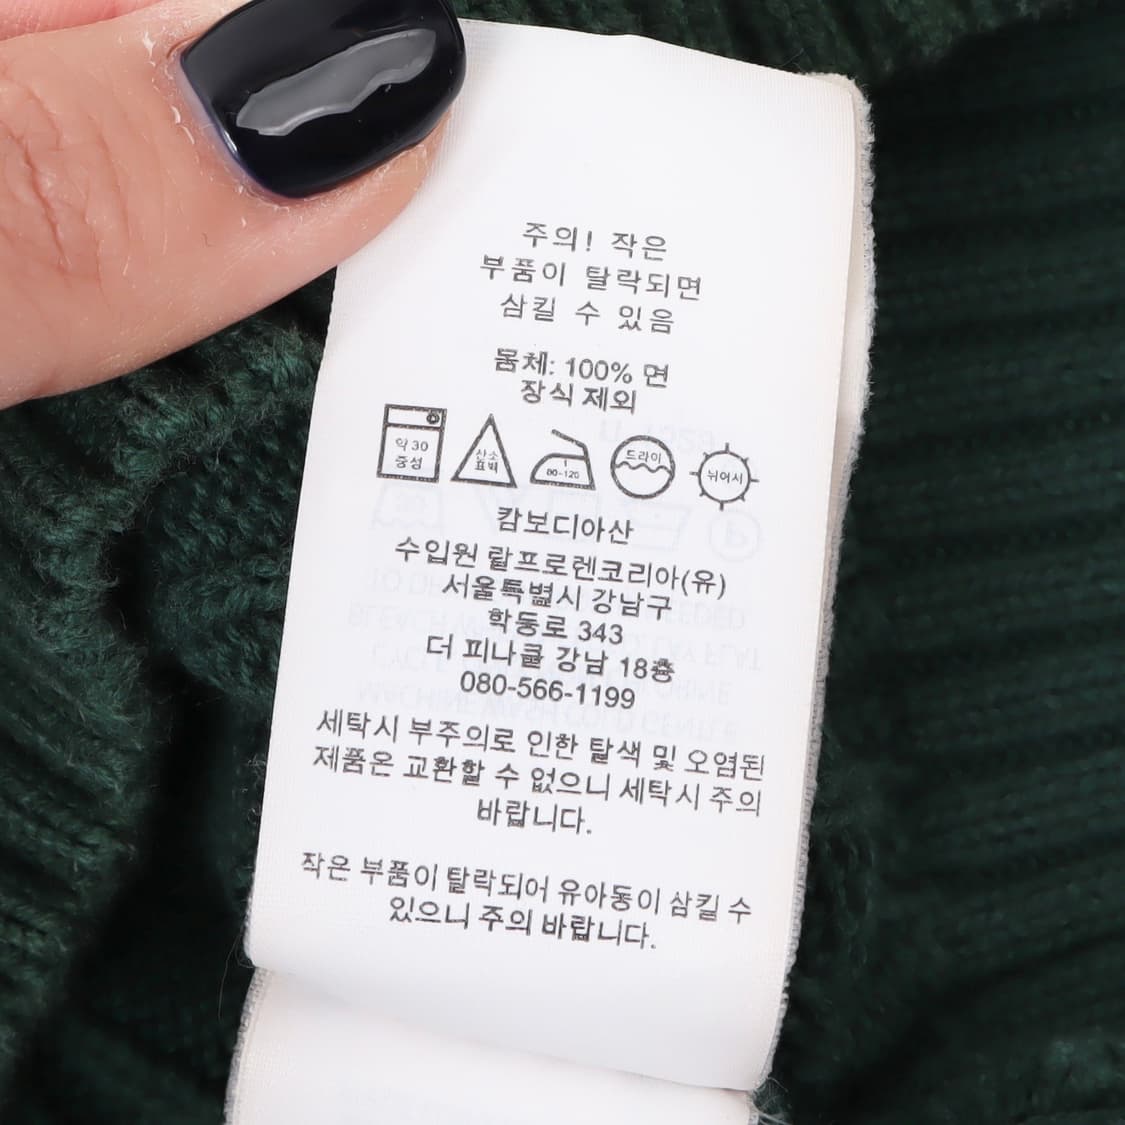 주의! 작은
부품이 탈락되면
삼킬 수 있음
몸체: 100% 면
장식 제외
약 30
중성
산소
표백
80-120
드라이
뉘어서
캄보디아산
수입원 랄프로렌코리아(유)
서울특별시 강남구
학동로 343
더 피나클 강남 18층
080-566-1199
세탁시 부주의로 인한 탈색 및 오염된
제품은 교환할 수 없으니 세탁시 주의
바랍니다.
작은 부품이 탈락되어 유아동이 삼킬 수
있으니 주의 바랍니다.